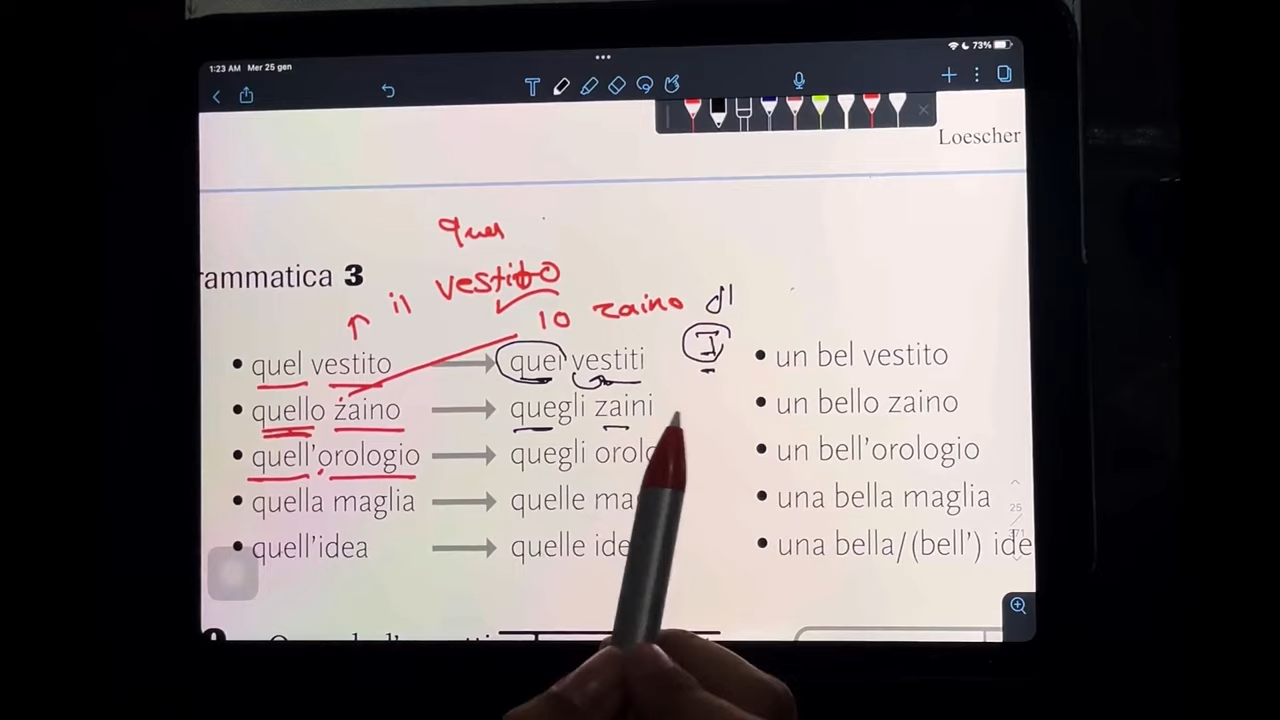 1:23 AM Mer 25 gen
73%
Loescher
quel
rammatica 3
il vestito
lo zaino
• quel vestito → quei vestiti
I
• un bel vestito
• quello zaino → quegli zaini
• un bello zaino
• quell'orologio → quegli orolo
• un bell'orologio
• quella maglia → quelle ma
• una bella maglia
25
371
• quell'idea → quelle ide
• una bella/(bell') ide